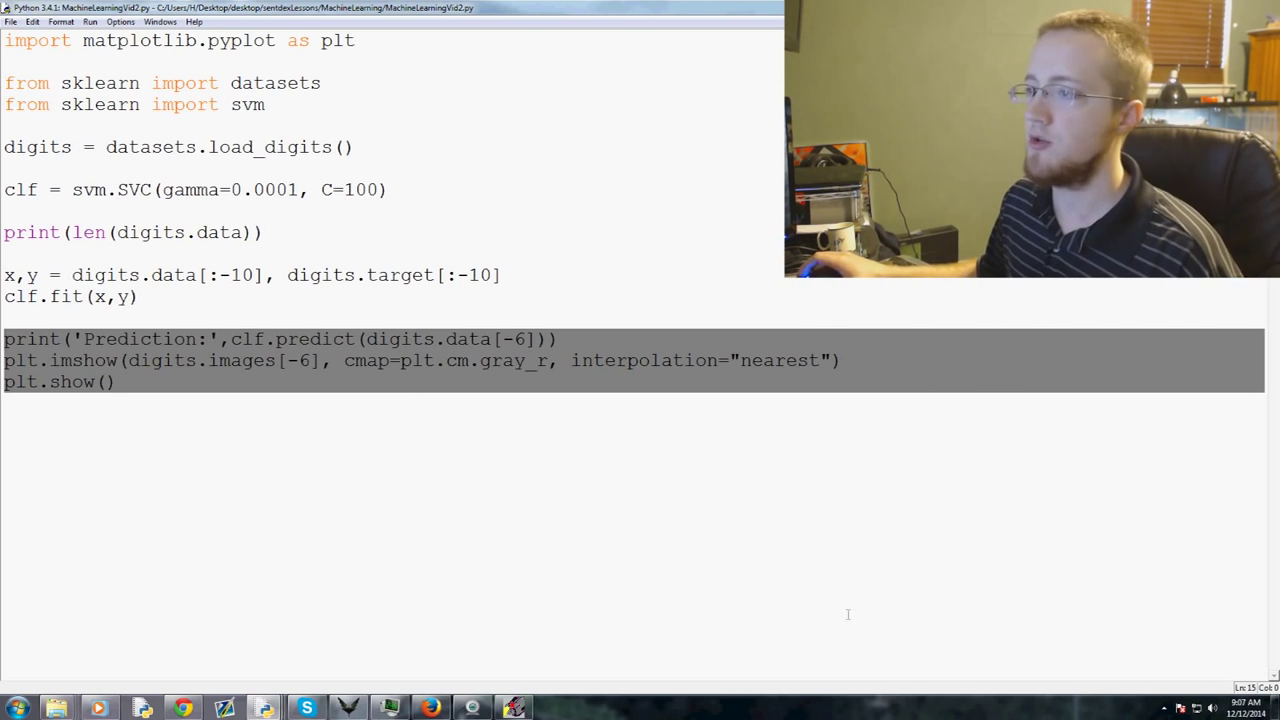 Python 3.4.1: MachineLearningVid2.py - C:/Users/H/Desktop/desktop/sentdexLessons/MachineLearning/MachineLearningVid2.py
File Edit Format Run Options Windows Help
import matplotlib.pyplot as plt
from sklearn import datasets
from sklearn import svm
digits = datasets.load_digits()
clf = svm.SVC(gamma=0.0001, C=100)
print(len(digits.data))
x,y = digits.data[:-10], digits.target[:-10]
clf.fit(x,y)
print('Prediction:',clf.predict(digits.data[-6]))
plt.imshow(digits.images[-6], cmap=plt.cm.gray_r, interpolation="nearest")
plt.show()
Ln: 15 Col: 0
9:07 AM
12/12/2014